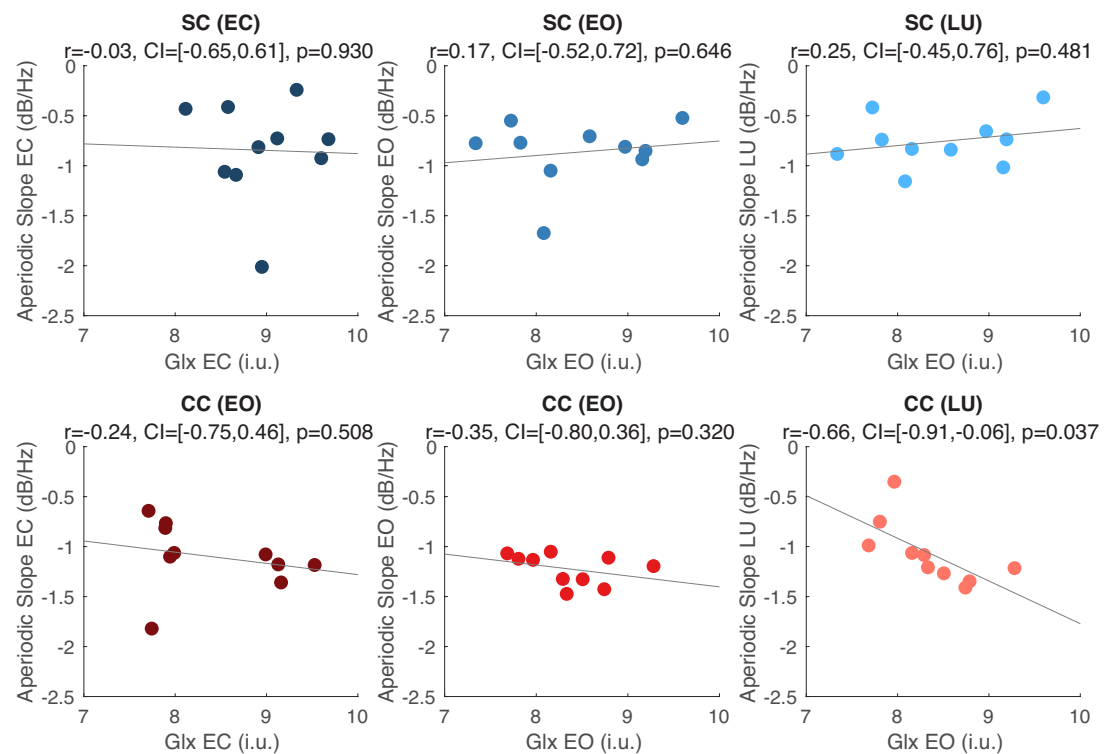 SC (EC)
r=-0.03, CI=[-0.65,0.61], p=0.930
0
-0.5
-1
-1.5
-2
-2.5
Aperiodic Slope EC (dB/Hz)
7 8 9 10
Glx EC (i.u.)
SC (EO)
r=0.17, CI=[-0.52,0.72], p=0.646
0
-0.5
-1
-1.5
-2
-2.5
Aperiodic Slope EO (dB/Hz)
7 8 9 10
Glx EO (i.u.)
SC (LU)
r=0.25, CI=[-0.45,0.76], p=0.481
0
-0.5
-1
-1.5
-2
-2.5
Aperiodic Slope LU (dB/Hz)
7 8 9 10
Glx EO (i.u.)
CC (EO)
r=-0.24, CI=[-0.75,0.46], p=0.508
0
-0.5
-1
-1.5
-2
-2.5
Aperiodic Slope EC (dB/Hz)
7 8 9 10
Glx EC (i.u.)
CC (EO)
r=-0.35, CI=[-0.80,0.36], p=0.320
0
-0.5
-1
-1.5
-2
-2.5
Aperiodic Slope EO (dB/Hz)
7 8 9 10
Glx EO (i.u.)
CC (LU)
r=-0.66, CI=[-0.91,-0.06], p=0.037
0
-0.5
-1
-1.5
-2
-2.5
Aperiodic Slope LU (dB/Hz)
7 8 9 10
Glx EO (i.u.)